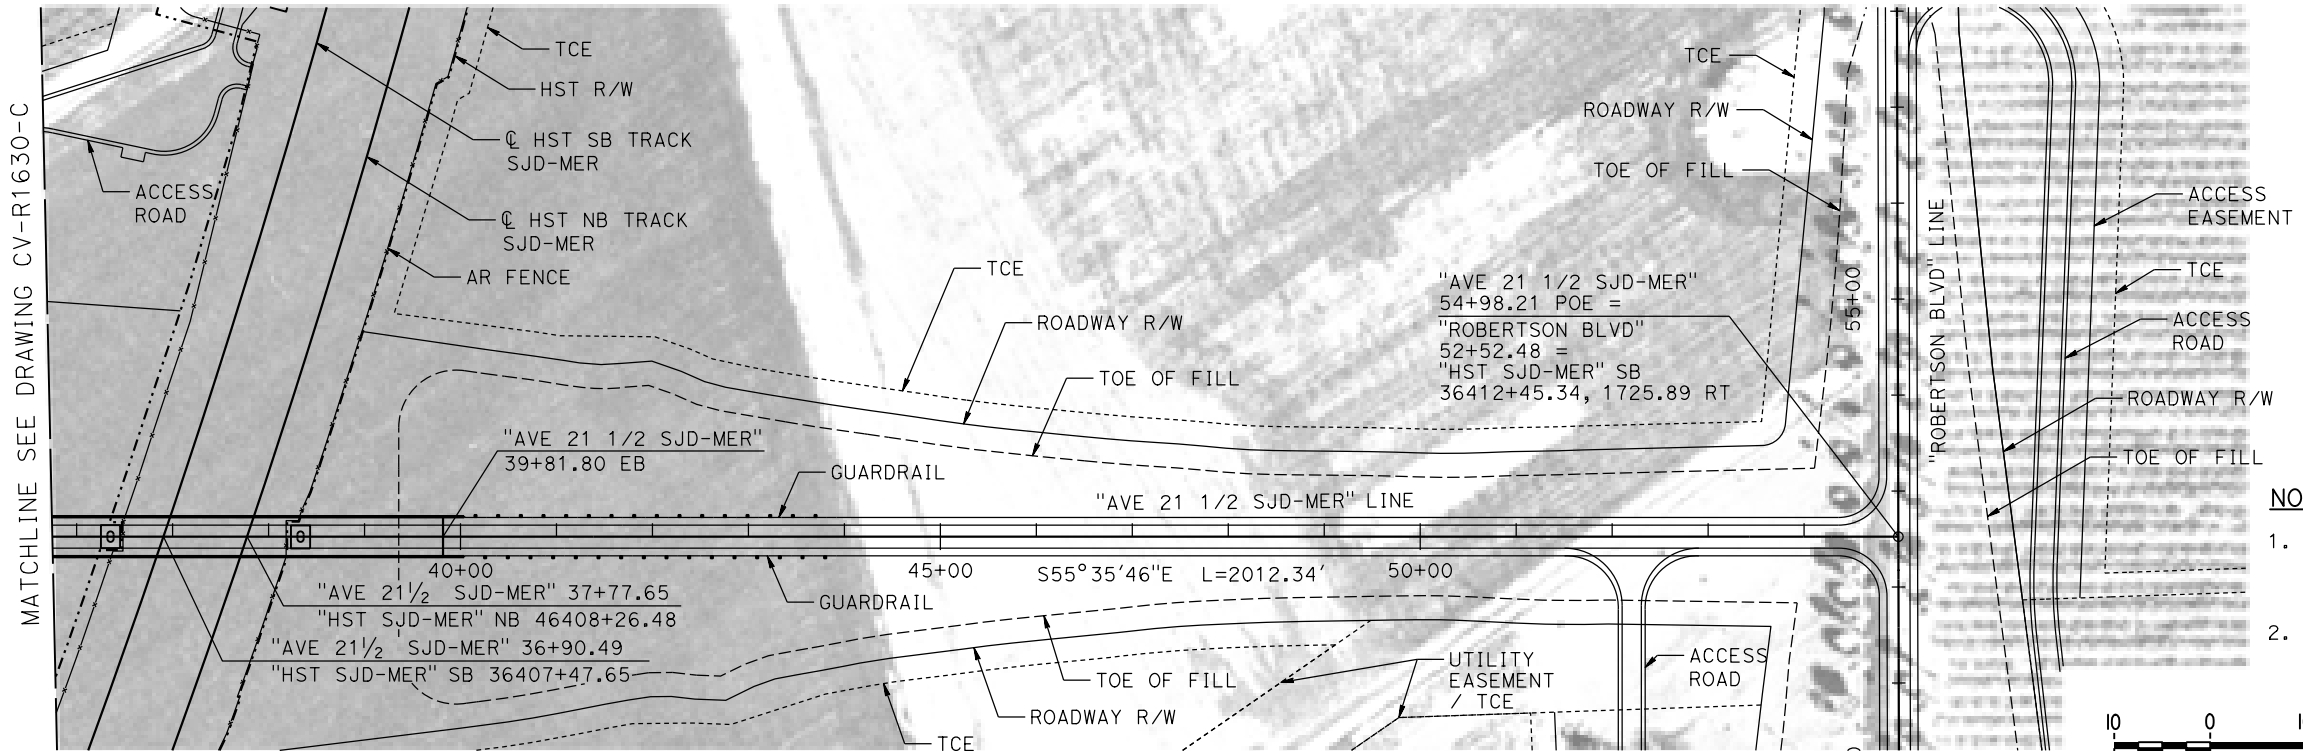 MATCHLINE SEE DRAWING CV-R1630-C
TCE
HST R/W
℄ HST SB TRACK
SJD-MER
℄ HST NB TRACK
SJD-MER
AR FENCE
ACCESS
ROAD
TCE
ROADWAY R/W
TOE OF FILL
"AVE 21 1/2 SJD-MER"
39+81.80 EB
GUARDRAIL
"AVE 21 1/2 SJD-MER" LINE
TCE
ROADWAY R/W
TOE OF FILL
"AVE 21 1/2 SJD-MER"
54+98.21 POE =
"ROBERTSON BLVD"
52+52.48 =
"HST SJD-MER" SB
36412+45.34, 1725.89 RT
55+00
"ROBERTSON BLVD" LINE
ACCESS
EASEMENT
TCE
ACCESS
ROAD
ROADWAY R/W
TOE OF FILL
NO
1.
2.
40+00
45+00
S55°35'46"E L=2012.34'
50+00
"AVE 21½ SJD-MER" 37+77.65
"HST SJD-MER" NB 46408+26.48
"AVE 21½ SJD-MER" 36+90.49
"HST SJD-MER" SB 36407+47.65
GUARDRAIL
TOE OF FILL
ROADWAY R/W
TCE
UTILITY
EASEMENT
/ TCE
ACCESS
ROAD
10 0